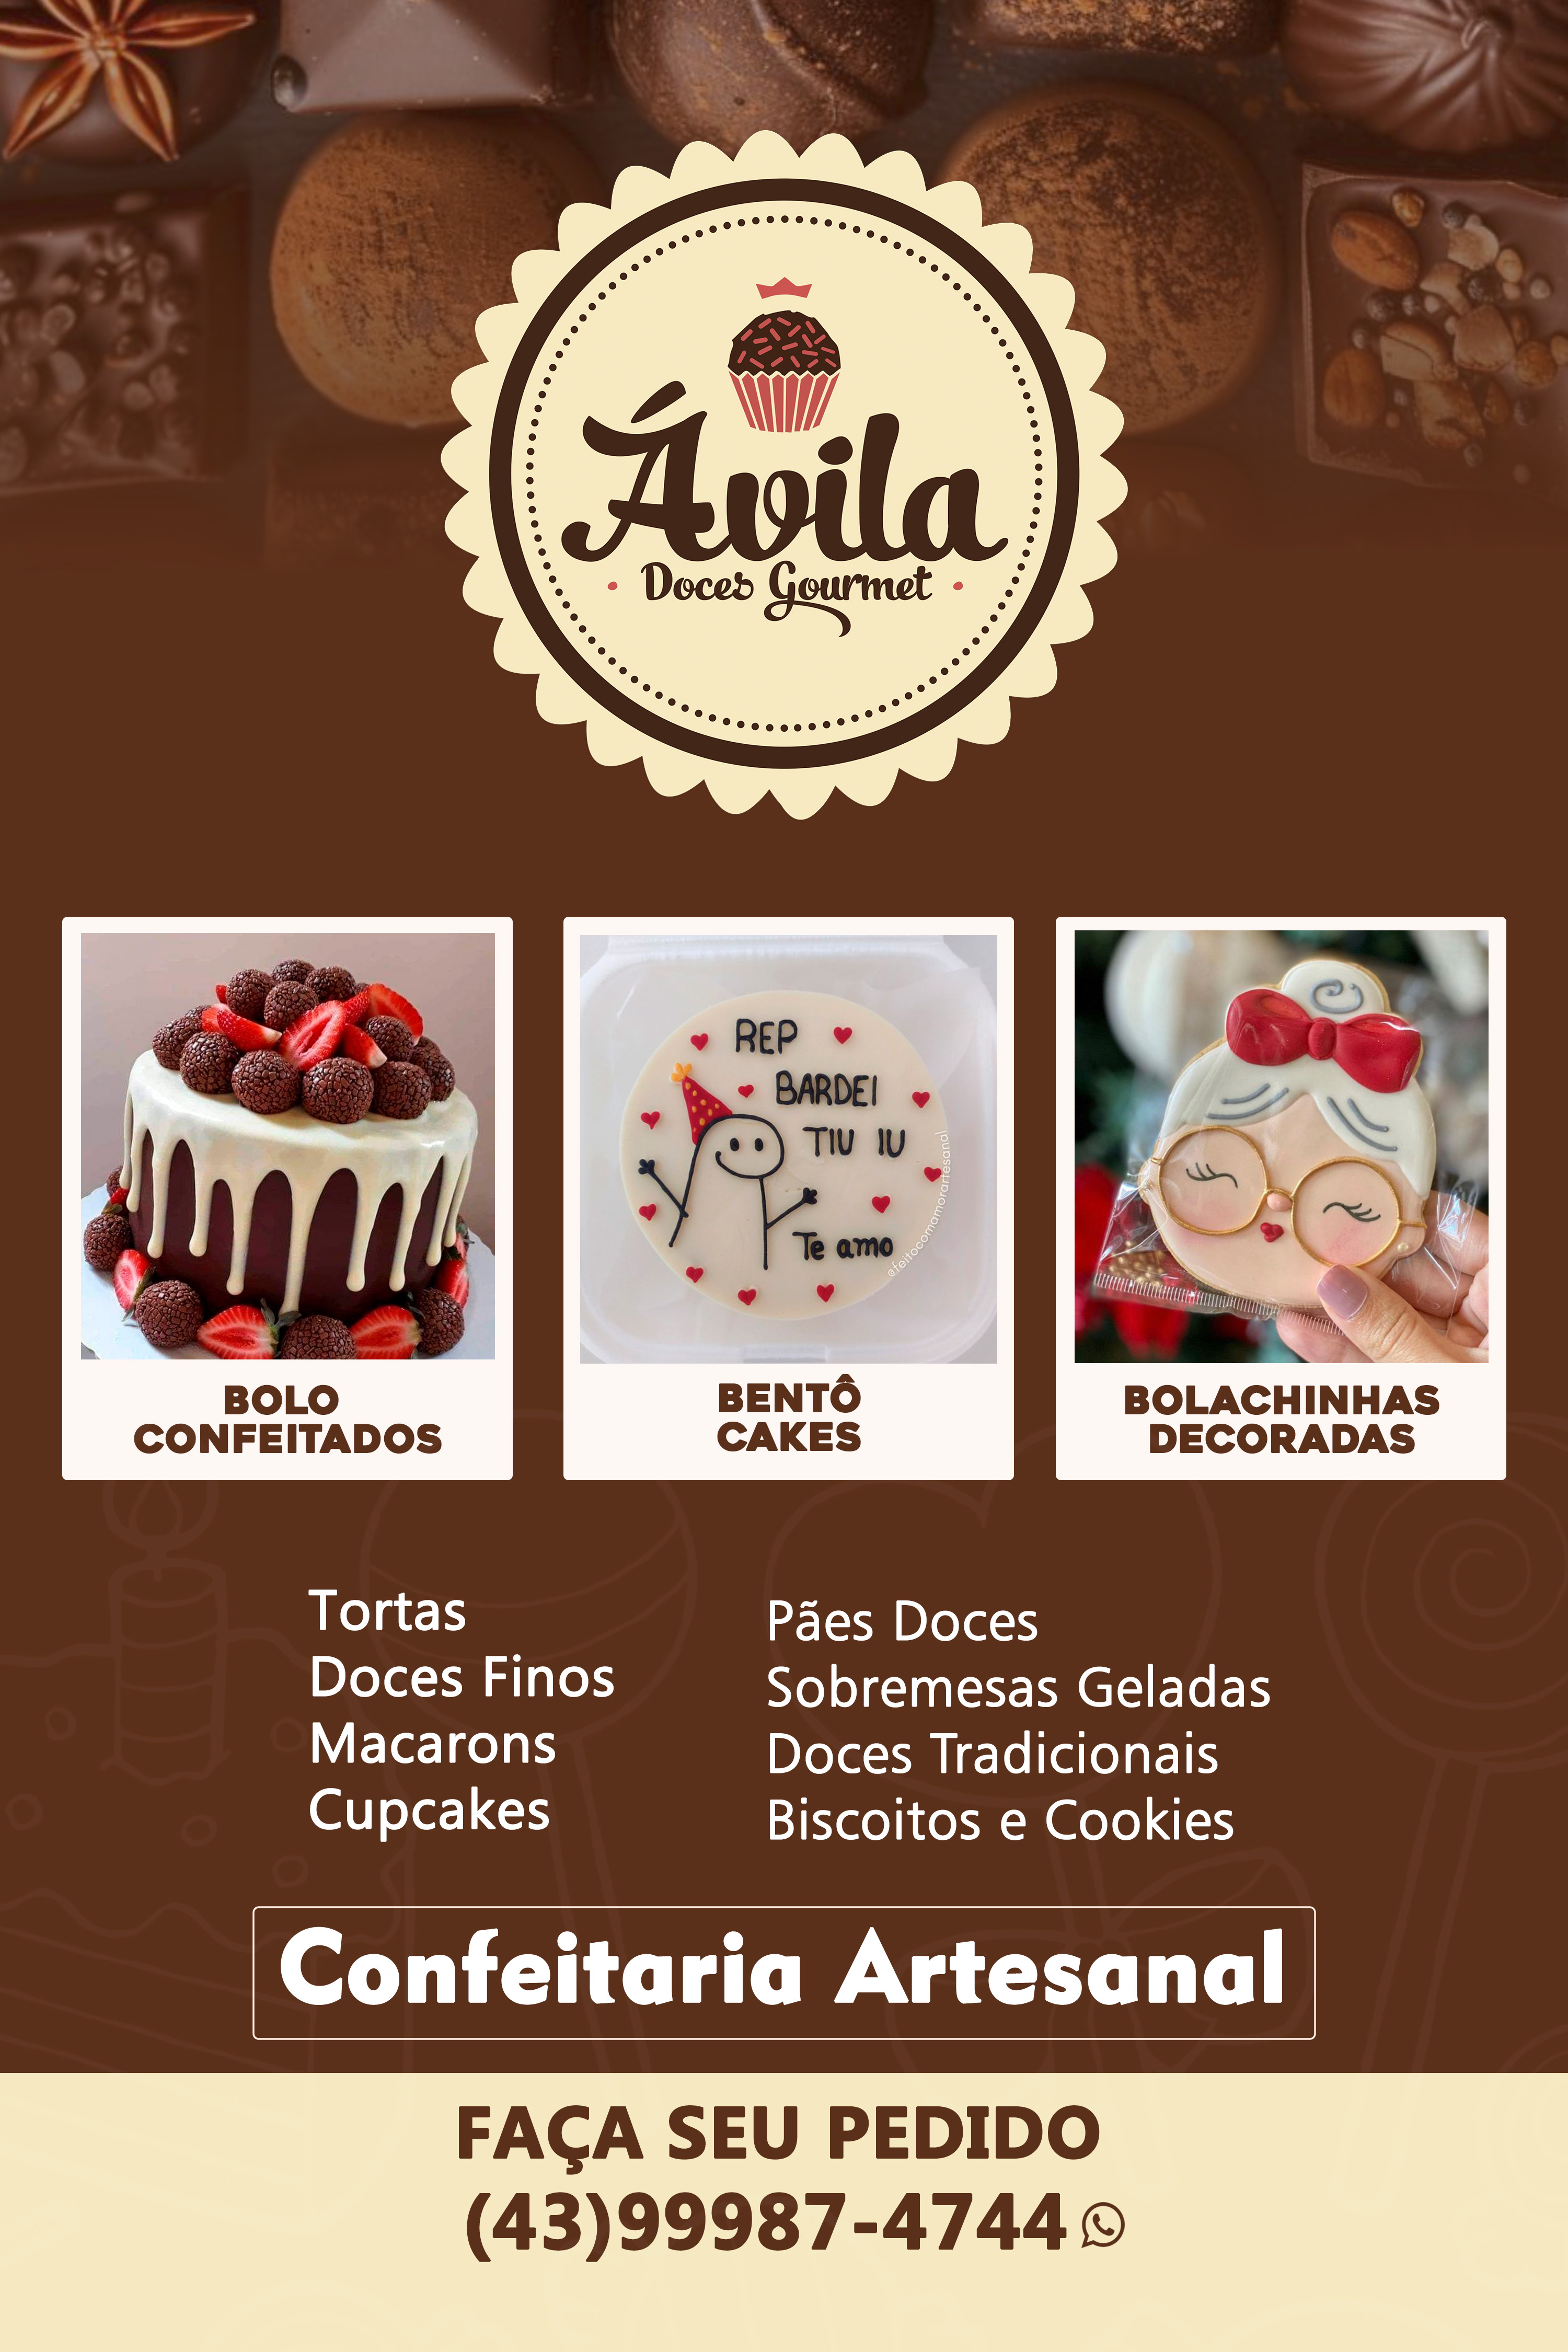 Ávila
Doces Gourmet
REP
BARDEI
TIU IU
Te amo
@feitocomamorartesanal
BOLO
CONFEITADOS
BENTÔ
CAKES
BOLACHINHAS
DECORADAS
Tortas
Doces Finos
Macarons
Cupcakes
Pães Doces
Sobremesas Geladas
Doces Tradicionais
Biscoitos e Cookies
Confeitaria Artesanal
FAÇA SEU PEDIDO
(43)99987-4744